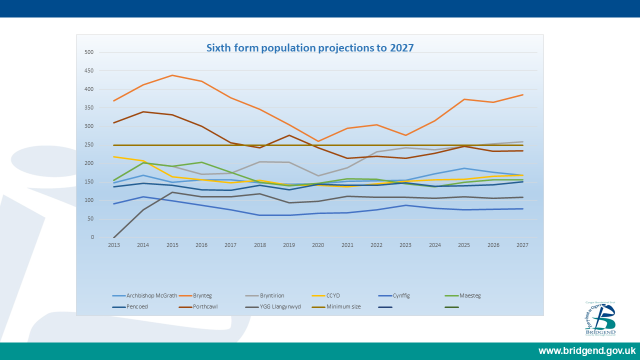 Sixth form population projections to 2027
500
450
400
350
300
250
200
150
100
50
0
2013 2014 2015 2016 2017 2018 2019 2020 2021 2022 2023 2024 2025 2026 2027
Archbishop McGrath Brynteg Bryntirion CCYD Cynffig Maesteg
Pencoed Porthcawl YGG Llangynwyd Minimum size
BRIDGEND
www.bridgend.gov.uk